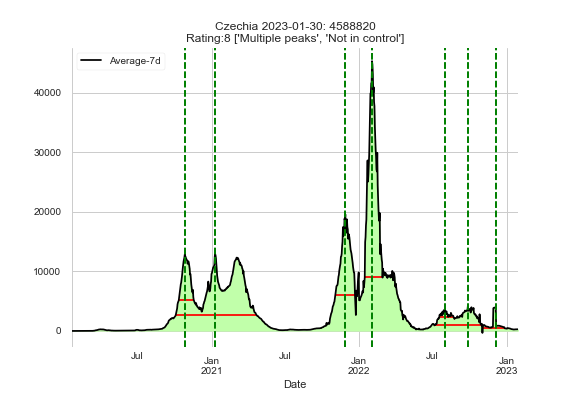 Czechia 2023-01-30: 4588820
Rating:8 ['Multiple peaks', 'Not in control']
Average-7d
40000
30000
20000
10000
0
Jul Jan Jul Jan Jul Jan
2021 2022 2023
Date